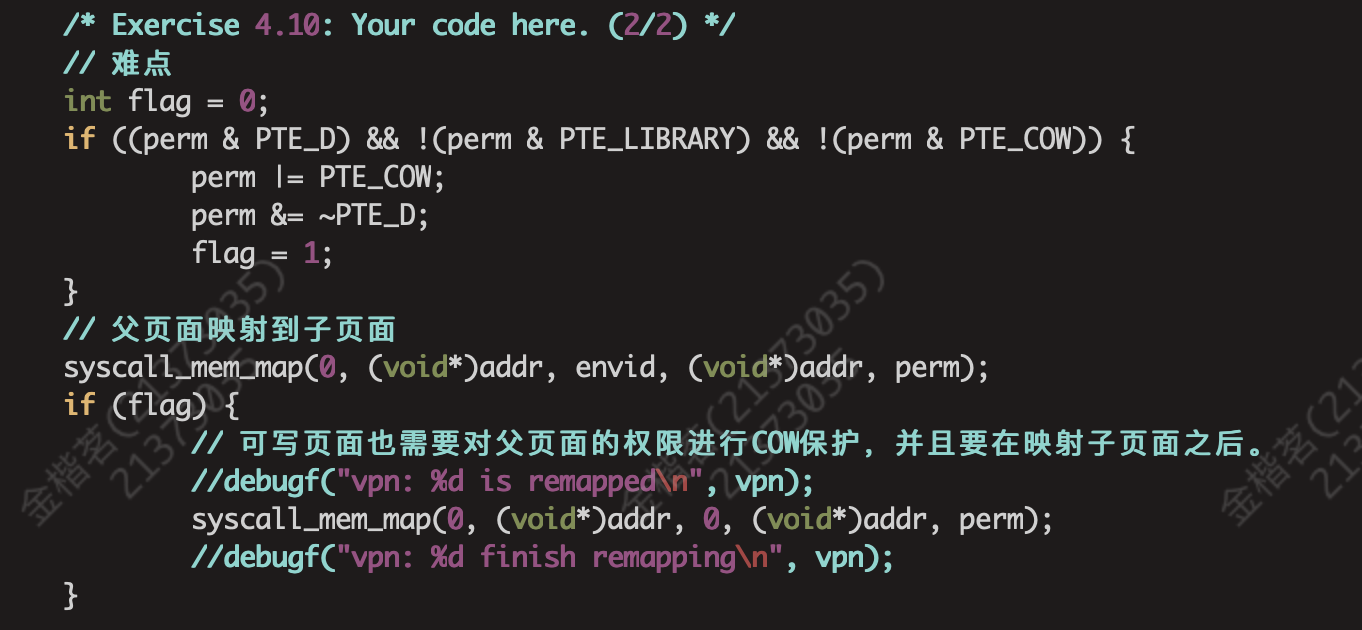 /* Exercise 4.10: Your code here. (2/2) */
// 难点
int flag = 0;
if ((perm & PTE_D) && !(perm & PTE_LIBRARY) && !(perm & PTE_COW)) {
perm |= PTE_COW;
perm &= ~PTE_D;
flag = 1;
}
// 父页面映射到子页面
syscall_mem_map(0, (void*)addr, envid, (void*)addr, perm);
if (flag) {
// 可写页面也需要对父页面的权限进行COW保护，并且要在映射子页面之后。
//debugf("vpn: %d is remapped\n", vpn);
syscall_mem_map(0, (void*)addr, 0, (void*)addr, perm);
//debugf("vpn: %d finish remapping\n", vpn);
}
金楷茗(21373035)
21373035
金楷茗(21373035)
21373035
金楷茗(2137
2137